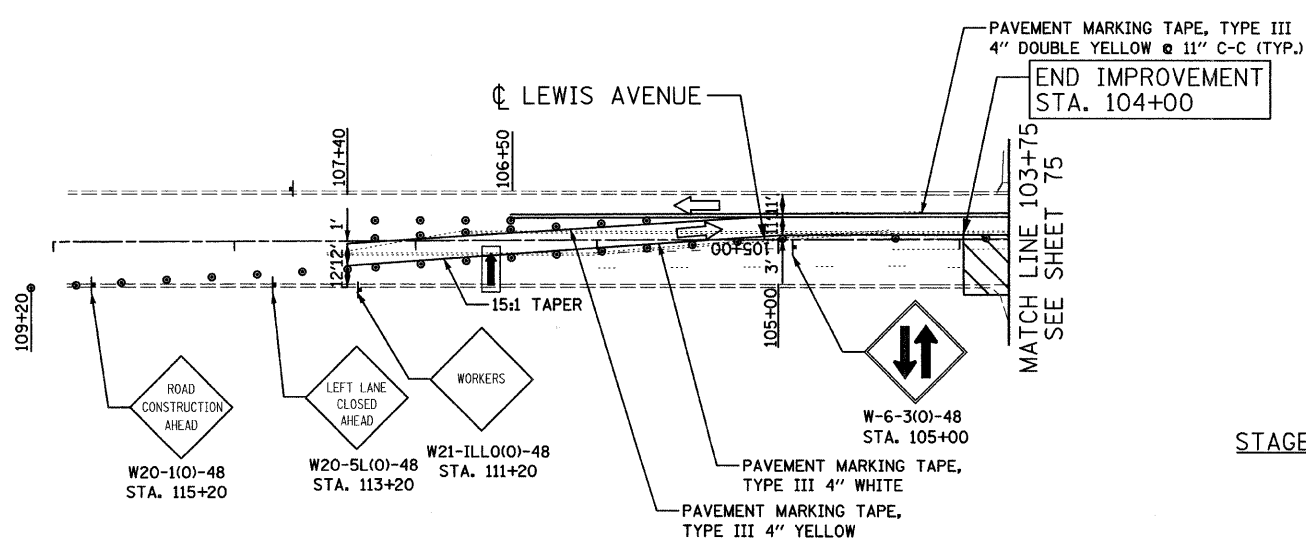 PAVEMENT MARKING TAPE, TYPE III
4" DOUBLE YELLOW @ 11" C-C (TYP.)
END IMPROVEMENT
STA. 104+00
℄ LEWIS AVENUE
107+40
106+50
MATCH LINE 103+75
SEE SHEET 75
1'
12'
12'
11'
11'
3'
105+00
105+00
109+20
15:1 TAPER
ROAD
CONSTRUCTION
AHEAD
W20-1(O)-48
STA. 115+20
LEFT LANE
CLOSED
AHEAD
W20-5L(O)-48
STA. 113+20
WORKERS
W21-ILLO(O)-48
STA. 111+20
W-6-3(O)-48
STA. 105+00
STAGE
PAVEMENT MARKING TAPE,
TYPE III 4" WHITE
PAVEMENT MARKING TAPE,
TYPE III 4" YELLOW